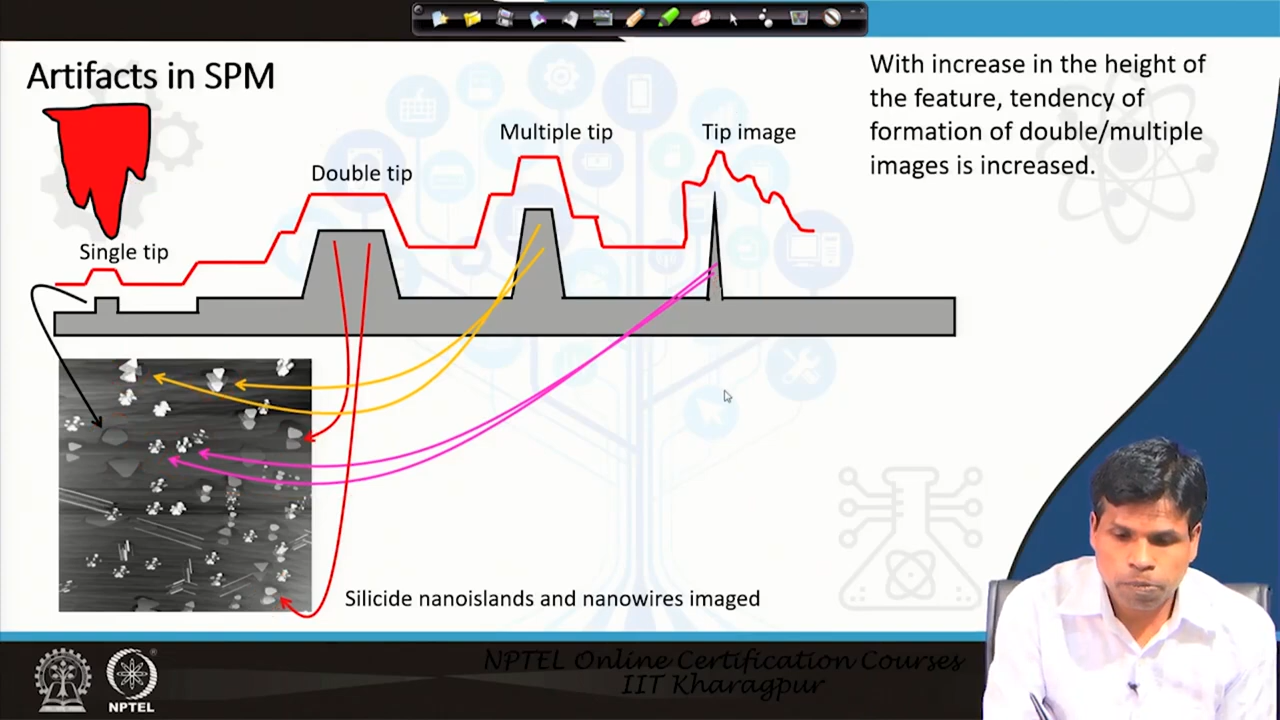 Artifacts in SPM
With increase in the height of
the feature, tendency of
formation of double/multiple
images is increased.
Multiple tip
Tip image
Double tip
Single tip
Silicide nanoislands and nanowires imaged
NPTEL Online Certification Courses
IIT Kharagpur
NPTEL